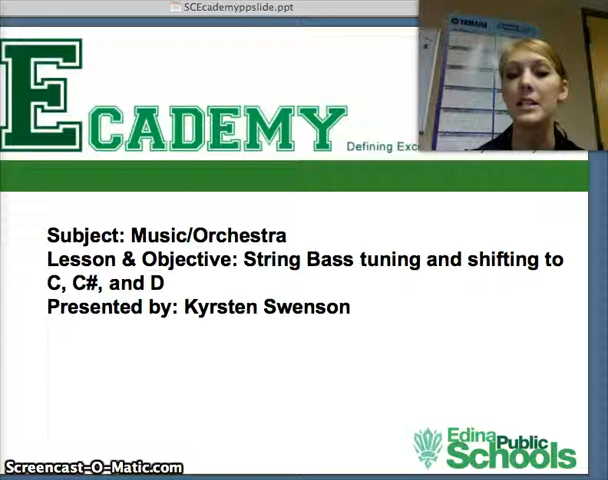 SCEcademyppslide.ppt
YAMAHA
ECADEMY
Defining Exc
Subject: Music/Orchestra
Lesson & Objective: String Bass tuning and shifting to
C, C#, and D
Presented by: Kyrsten Swenson
Edina Public
Schools
Screencast-O-Matic.com